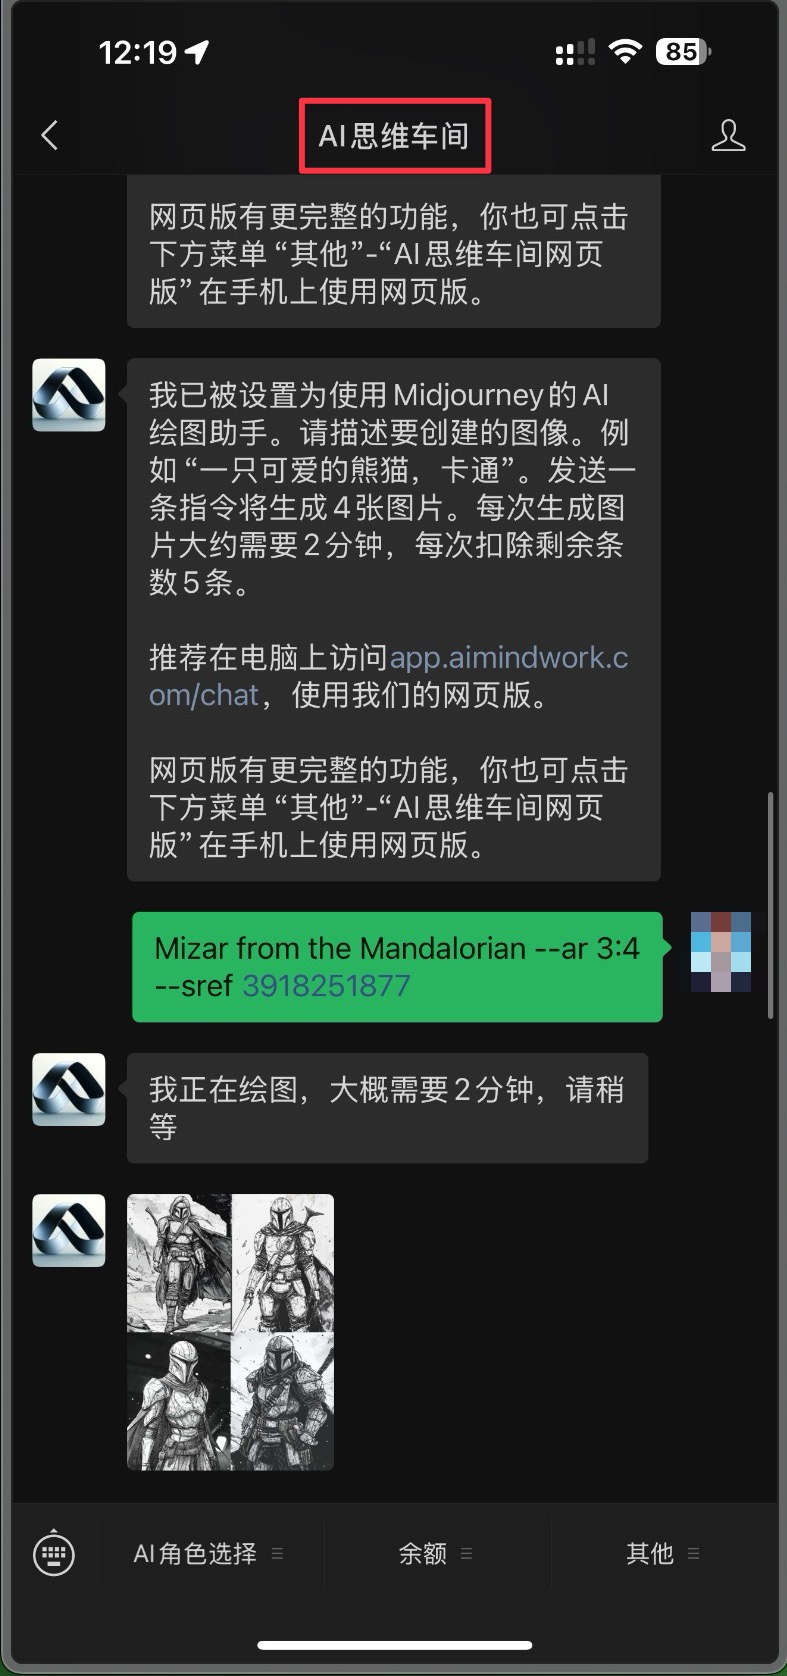 12:19
85
AI思维车间
网页版有更完整的功能，你也可点击
下方菜单“其他”-“AI思维车间网页
版”在手机上使用网页版。
我已被设置为使用Midjourney的AI
绘图助手。请描述要创建的图像。例
如“一只可爱的熊猫，卡通”。发送一
条指令将生成4张图片。每次生成图
片大约需要2分钟，每次扣除剩余条
数5条。
推荐在电脑上访问app.aimindwork.c
om/chat，使用我们的网页版。
网页版有更完整的功能，你也可点击
下方菜单“其他”-“AI思维车间网页
版”在手机上使用网页版。
Mizar from the Mandalorian --ar 3:4
--sref 3918251877
我正在绘图，大概需要2分钟，请稍
等
AI角色选择
余额
其他